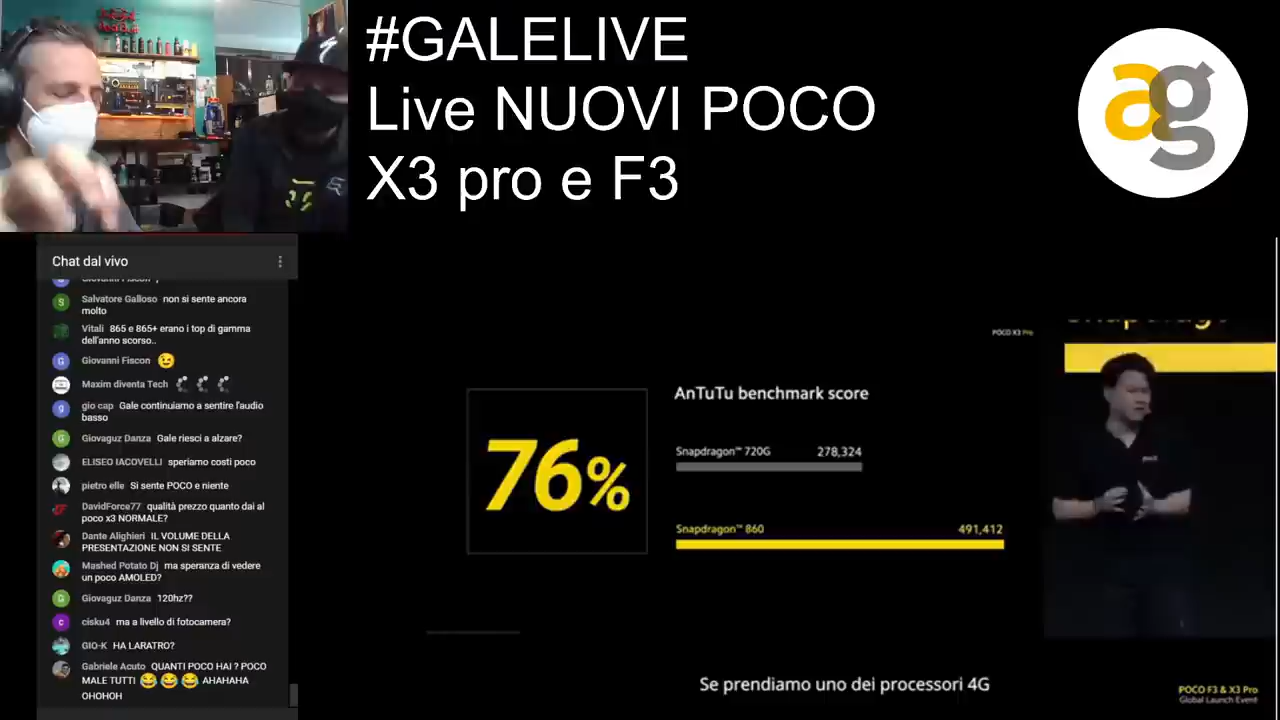 #GALELIVE
Live NUOVI POCO
X3 pro e F3
ag
Chat dal vivo
Salvatore Galloso non si sente ancora
molto
Vitali 865 e 865+ erano i top di gamma
dell'anno scorso..
Giovanni Fiscon 😉
Maxim diventa Tech
gio cap Gale continuiamo a sentire l'audio
basso
Giovaguz Danza Gale riesci a alzare?
ELISEO IACOVELLI speriamo costi poco
pietro elle Si sente POCO e niente
DavidForce77 qualità prezzo quanto dai al
poco x3 NORMALE?
Dante Alighieri IL VOLUME DELLA
PRESENTAZIONE NON SI SENTE
Mashed Potato Dj ma speranza di vedere
un poco AMOLED?
Giovaguz Danza 120hz??
cisku4 ma a livello di fotocamera?
GIO-K HA LARATRO?
Gabriele Acuto QUANTI POCO HAI ? POCO
MALE TUTTI 😂 😂 😂 AHAHAHA
OHOHOH
POCO X3 Pro
76%
AnTuTu benchmark score
Snapdragon™ 720G 278,324
Snapdragon™ 860 491,412
Se prendiamo uno dei processori 4G
POCO F3 & X3 Pro
Global Launch Event